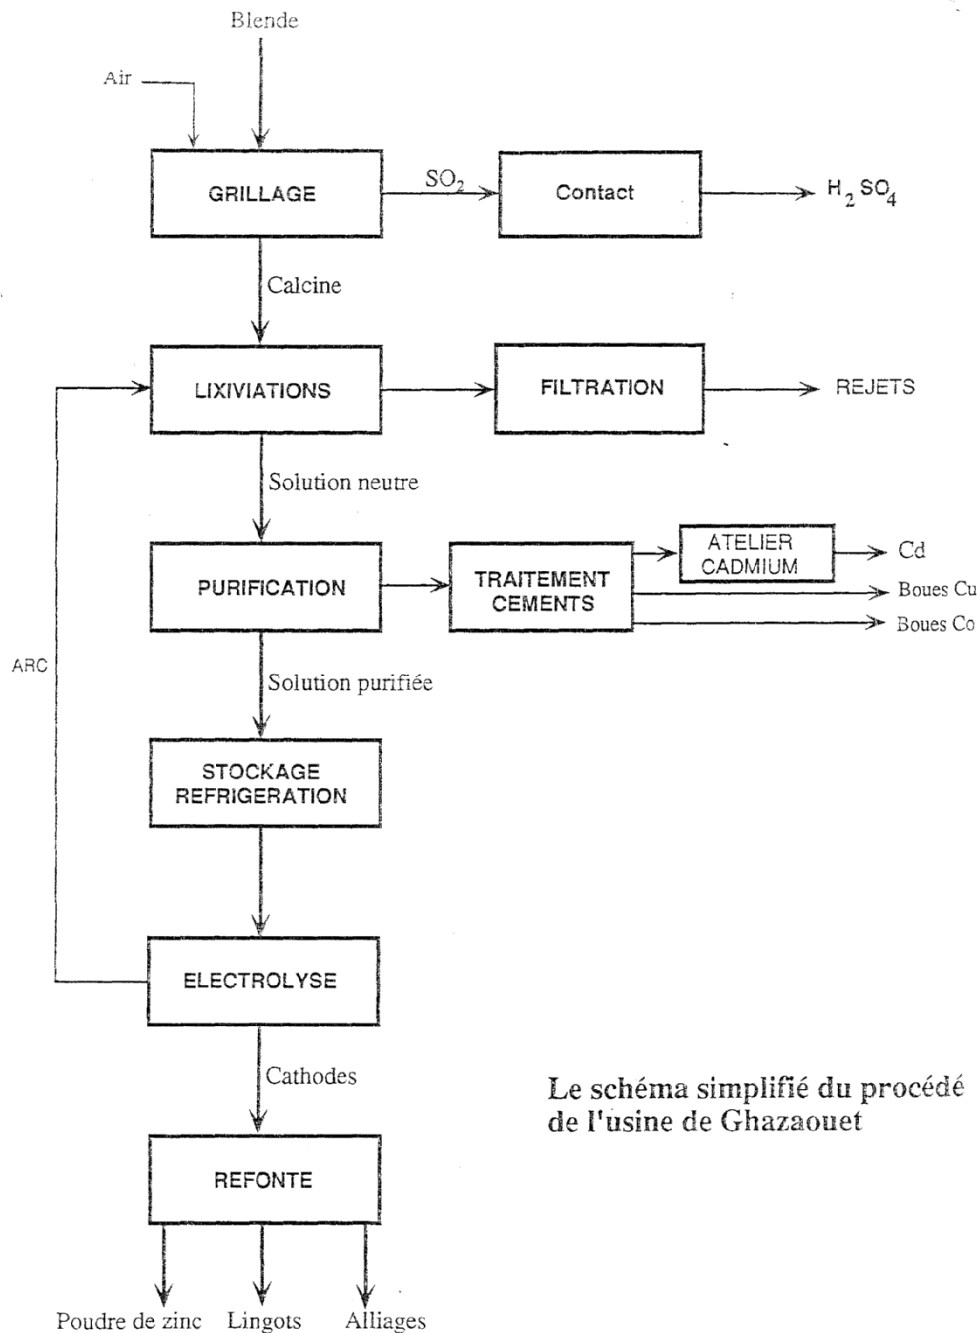 Blende
Air
GRILLAGE
SO2
Contact
H2SO4
Calcine
LIXIVIATIONS
FILTRATION
REJETS
Solution neutre
PURIFICATION
TRAITEMENT
CEMENTS
ATELIER
CADMIUM
Cd
Boues Cu
Boues Co
ARC
Solution purifiée
STOCKAGE
REFRIGERATION
ELECTROLYSE
Cathodes
Le schéma simplifié du procédé
de l'usine de Ghazaouet
REFONTE
Poudre de zinc
Lingots
Alliages